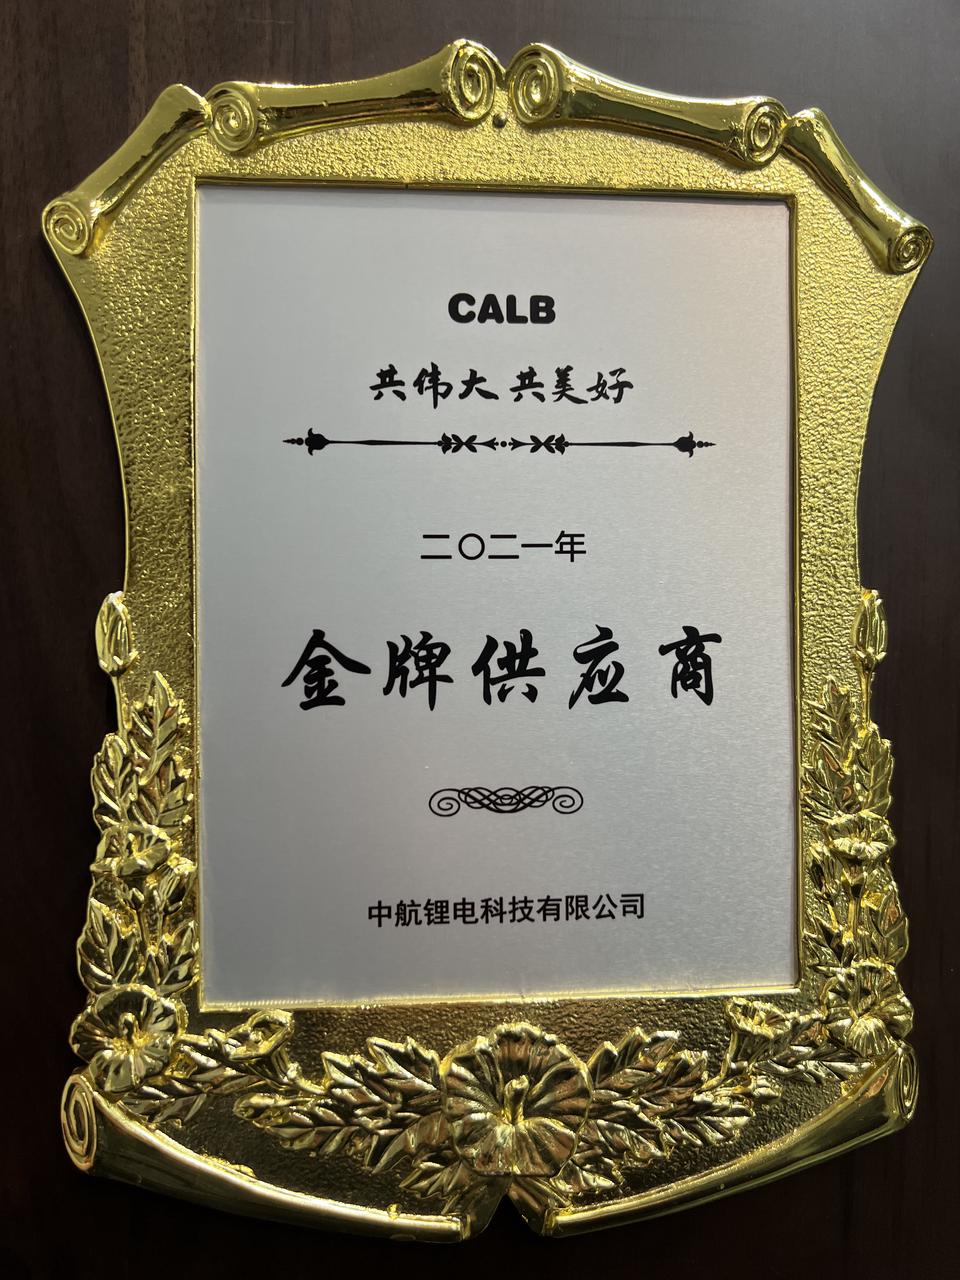 CALB
共伟大 共美好
二〇二一年
金牌供应商
中航锂电科技有限公司